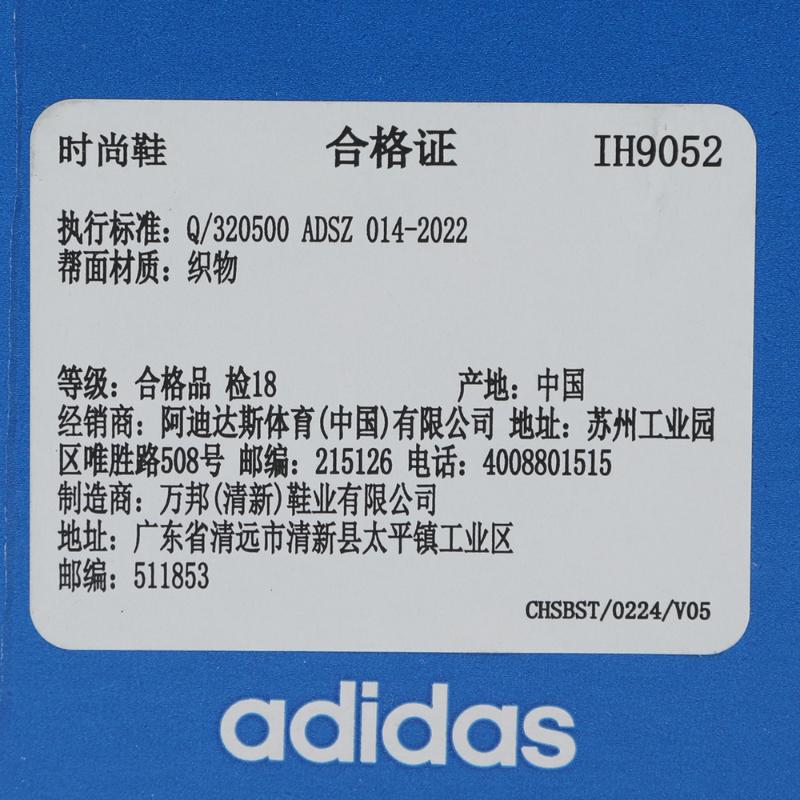 时尚鞋 合格证 IH9052
执行标准：Q/320500 ADSZ 014-2022
帮面材质：织物
等级：合格品 检18 产地：中国
经销商：阿迪达斯体育(中国)有限公司 地址：苏州工业园
区唯胜路508号 邮编：215126 电话：4008801515
制造商：万邦(清新)鞋业有限公司
地址：广东省清远市清新县太平镇工业区
邮编：511853
CHSBST/0224/V05
adidas